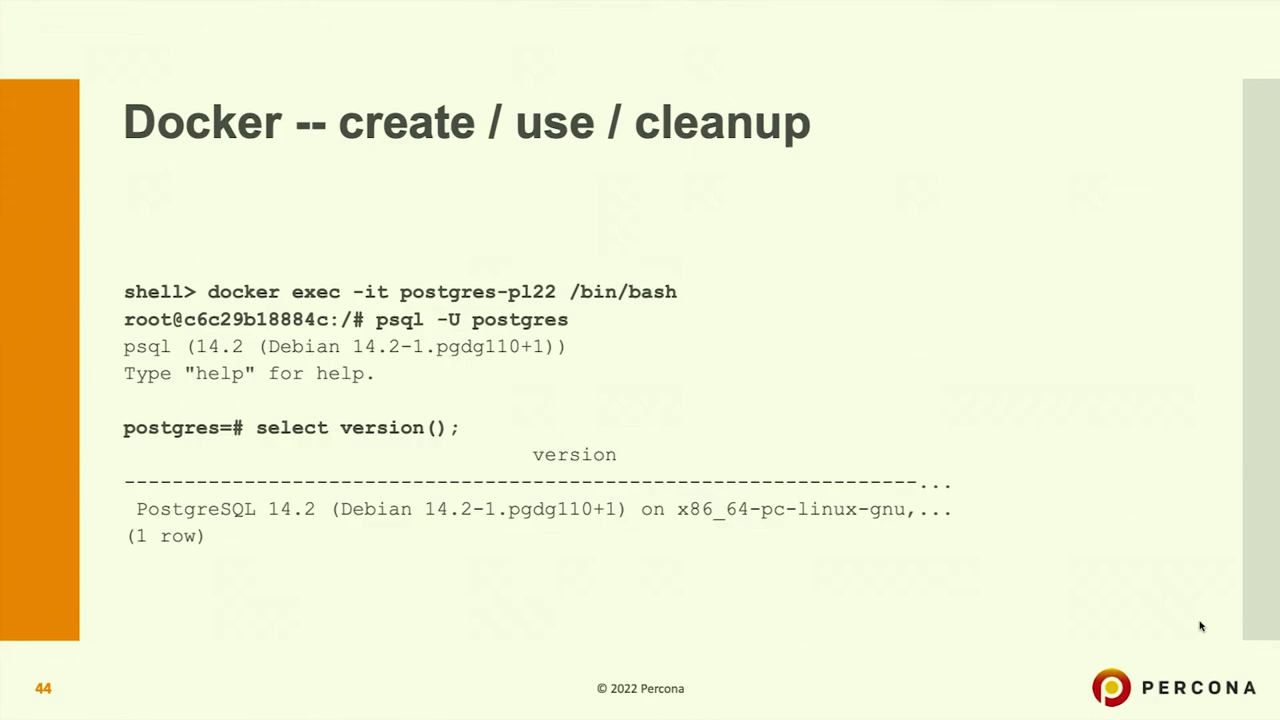 Docker -- create / use / cleanup
shell> docker exec -it postgres-pl22 /bin/bash
root@c6c29b18884c:/# psql -U postgres
psql (14.2 (Debian 14.2-1.pgdg110+1))
Type "help" for help.
postgres=# select version();
version
------------------------------------------------------------------...
PostgreSQL 14.2 (Debian 14.2-1.pgdg110+1) on x86_64-pc-linux-gnu,...
(1 row)
44
© 2022 Percona
PERCONA